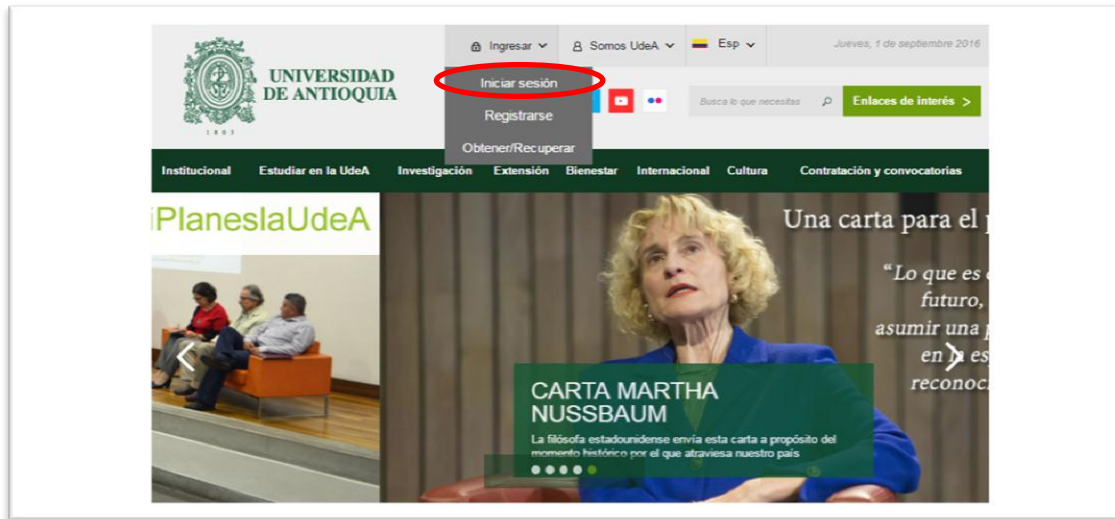 Ingresar
Somos UdeA
Esp
Jueves, 1 de septiembre 2016
UNIVERSIDAD
DE ANTIOQUIA
1803
Iniciar sesión
Registrarse
Obtener/Recuperar
Busca lo que necesitas
Enlaces de interés >
Institucional
Estudiar en la UdeA
Investigación
Extensión
Bienestar
Internacional
Cultura
Contratación y convocatorias
iPlaneslaUdeA
Una carta para el
“Lo que es
futuro,
asumir una
en la
reconoc
CARTA MARTHA
NUSSBAUM
La filósofa estadounidense envía esta carta a propósito del
momento histórico por el que atraviesa nuestro país